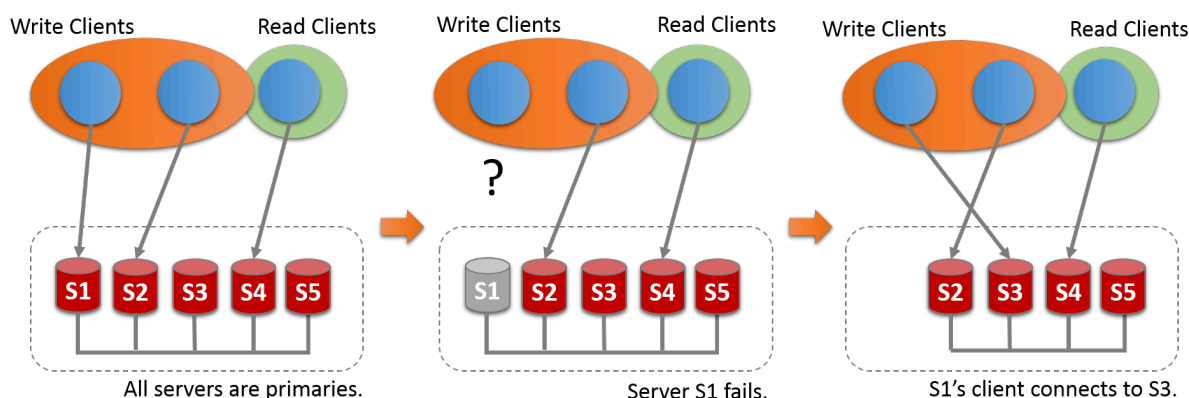 Write Clients
Read Clients
S1 S2 S3 S4 S5
All servers are primaries.
Write Clients
Read Clients
?
S1 S2 S3 S4 S5
Server S1 fails.
Write Clients
Read Clients
S2 S3 S4 S5
S1's client connects to S3.